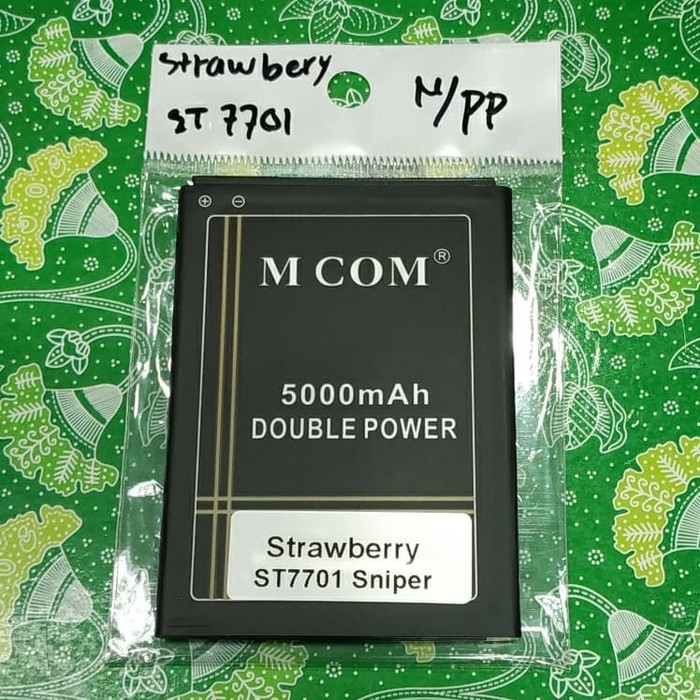 strawbery
ST 7701
M/PP
⊕ ⊖
M COM®
5000mAh
DOUBLE POWER
Strawberry
ST7701 Sniper